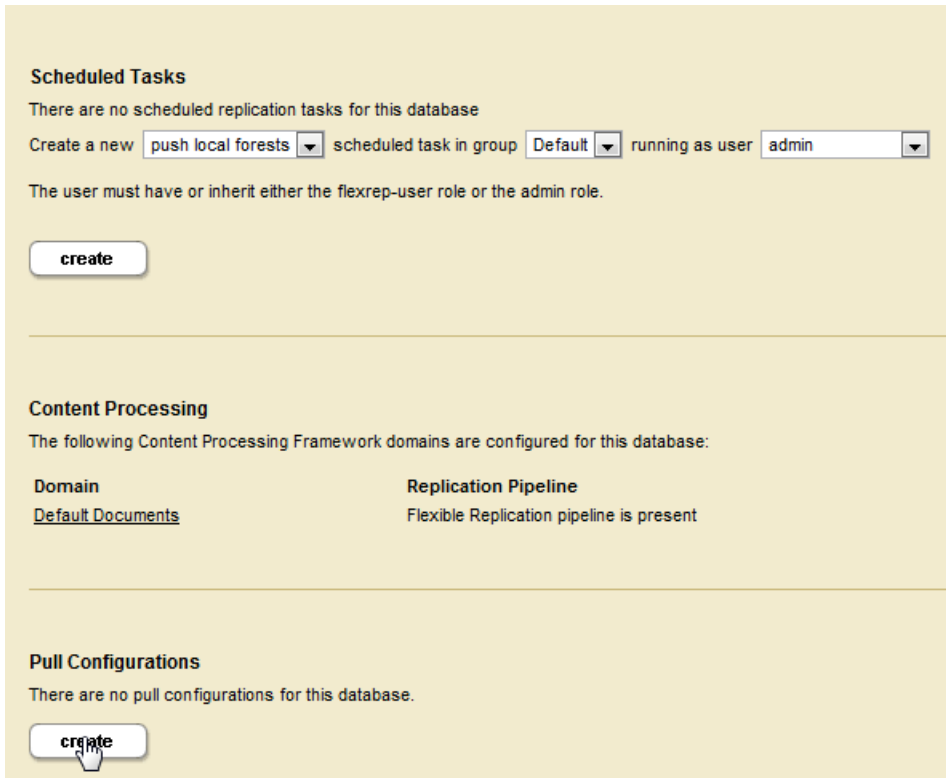 Scheduled Tasks
There are no scheduled replication tasks for this database
Create a new push local forests scheduled task in group Default running as user admin
The user must have or inherit either the flexrep-user role or the admin role.
create
Content Processing
The following Content Processing Framework domains are configured for this database:
Domain Replication Pipeline
Default Documents Flexible Replication pipeline is present
Pull Configurations
There are no pull configurations for this database.
create